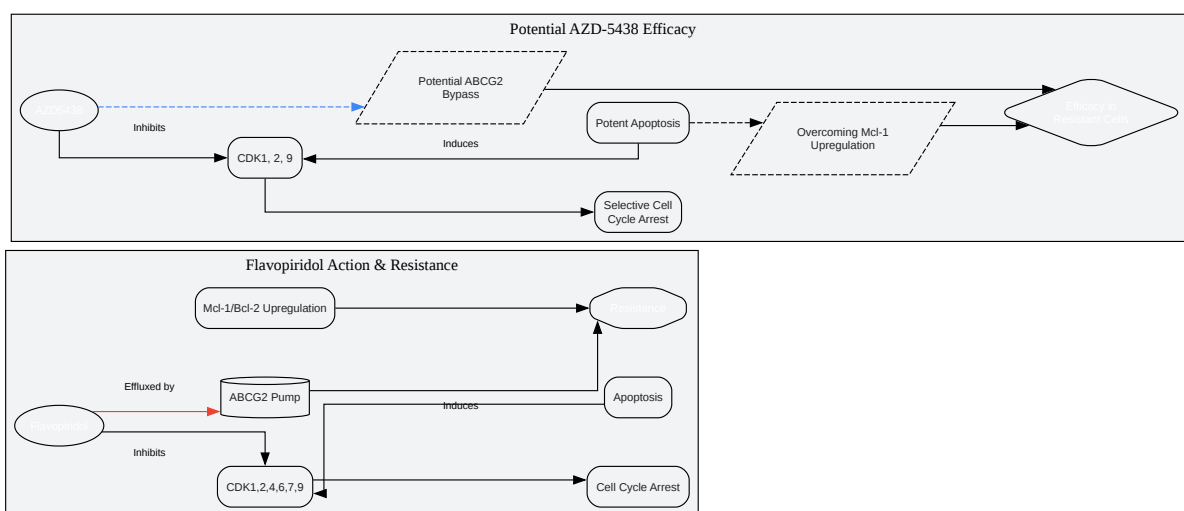 Potential AZD-5438 Efficacy
Potential ABCG2
Bypass
AZD5438
Inhibits
Potent Apoptosis
Efficacy in
Resistant Cells
Overcoming Mcl-1
Upregulation
Induces
CDK1, 2, 9
Selective Cell
Cycle Arrest
Flavopiridol Action & Resistance
Mcl-1/Bcl-2 Upregulation
Resistance
Effluxed by
ABCG2 Pump
Apoptosis
Induces
Flavopiridol
Inhibits
CDK1,2,4,6,7,9
Cell Cycle Arrest